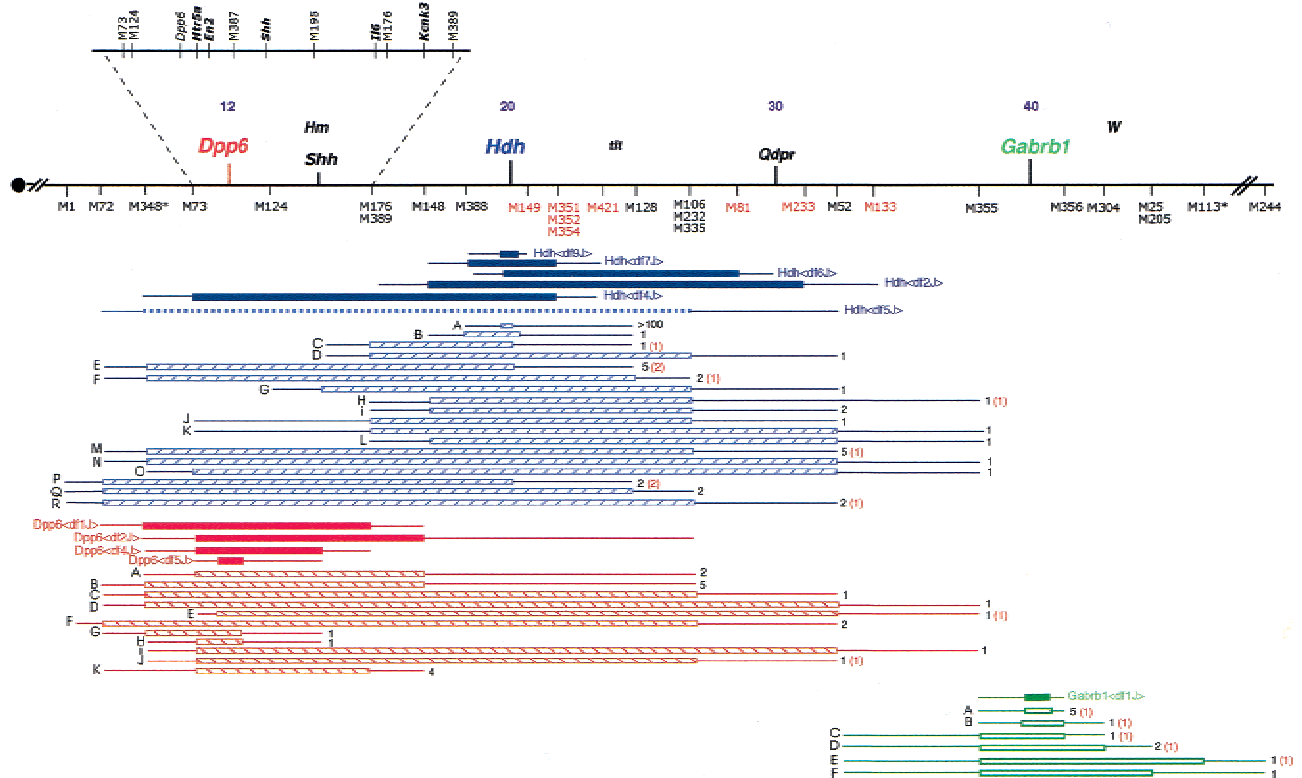 M73 M124 Dpp6 Htr5a En2 M387 Shh M198 Il6 M176 Kcnk3 M389
12 20 30 40
Hm tlt W
Dpp6 Shh Hdh Qdpr Gabrb1
M1 M72 M348* M73 M124 M176 M148 M388 M149 M351 M421 M128 M106 M81 M233 M52 M133 M355 M356 M304 M25 M113* M244
M389 M352 M232 M205
M354 M335
Hdh<df9J>
Hdh<df7J>
Hdh<df6J>
Hdh<df2J>
Hdh<df4J>
Hdh<df5J>
A >100
B 1
C 1 (1)
D 1
E 5 (2)
F 2 (1)
G 1
H 1 (1)
I 2
J 1
K 1
L 1
M 5 (1)
N 1
O 1
P 2 (2)
Q 2
R 2 (1)
Dpp6<df1J>
Dpp6<df2J>
Dpp6<df4J>
Dpp6<df5J>
A 2
B 5
C 1
D 1
E 1 (1)
F 2
G 1
H 1
I 1
J 1 (1)
K 4
Gabrb1<df1J>
A 5 (1)
B 1 (1)
C 1 (1)
D 2 (1)
E 1 (1)
F 1